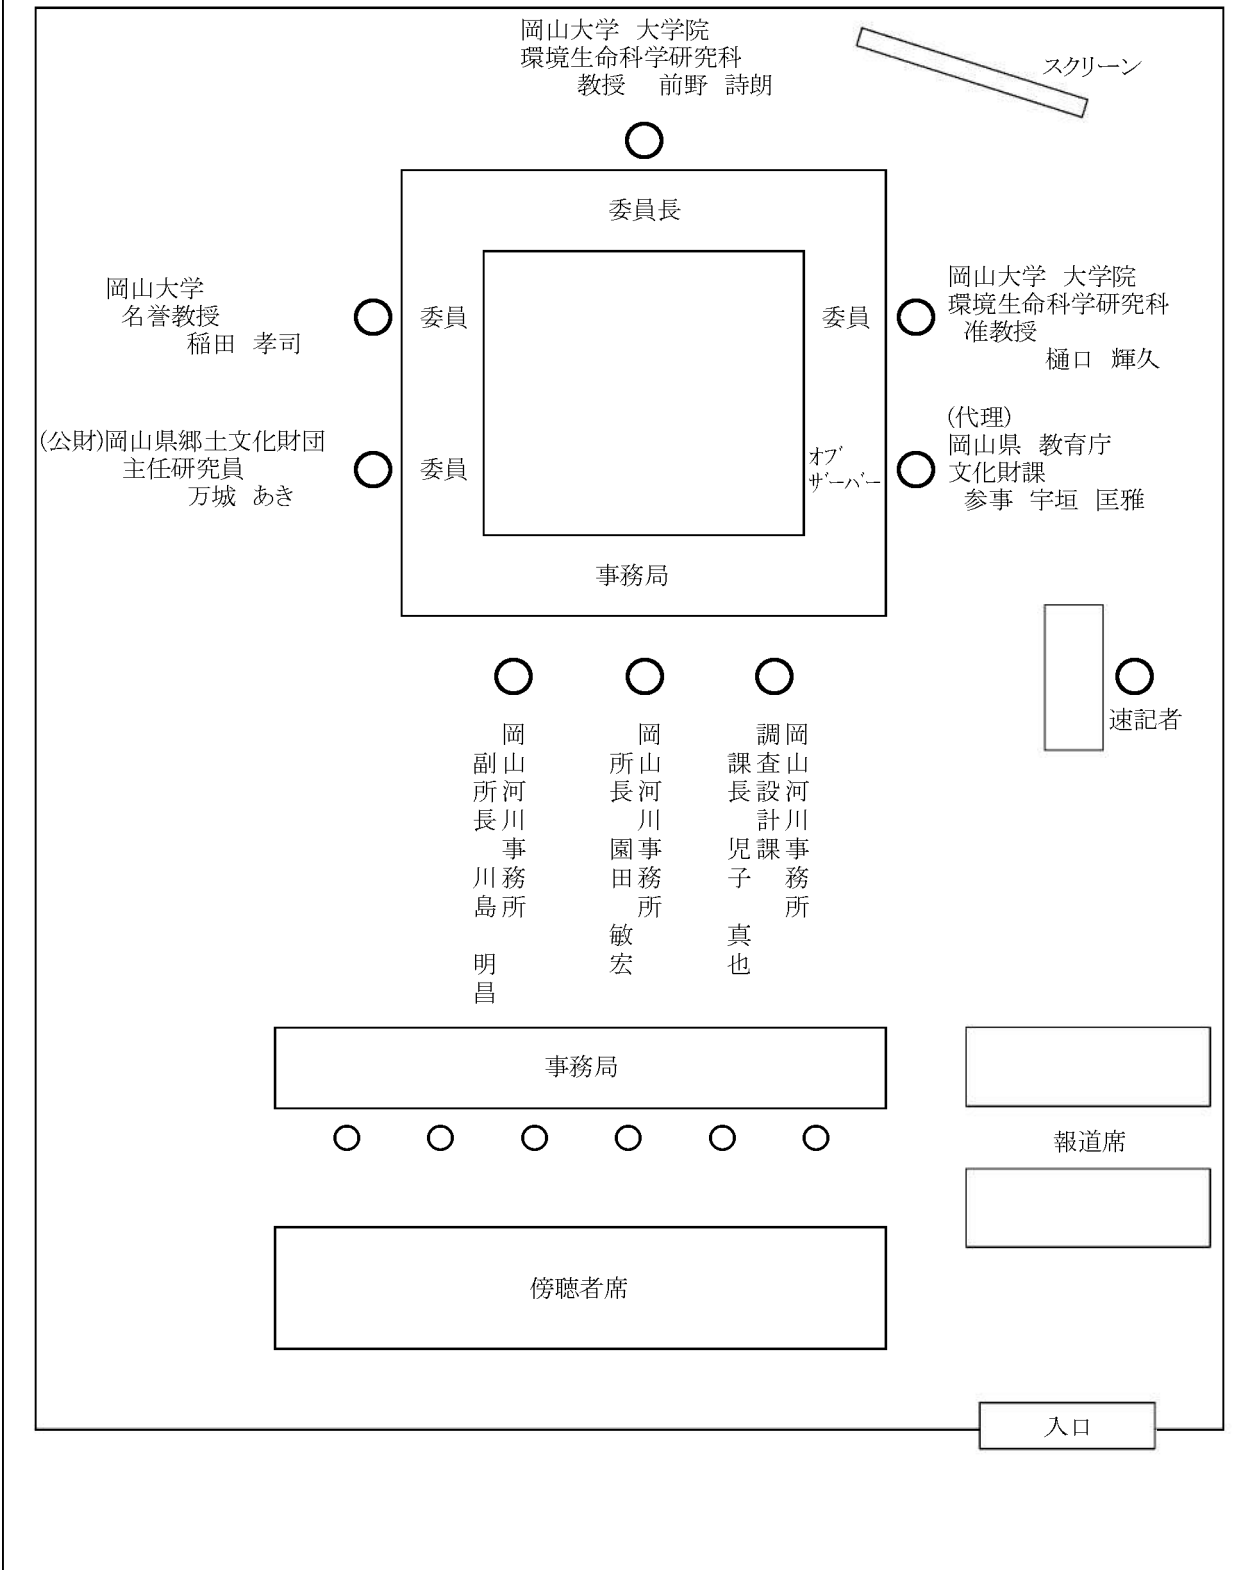 岡山大学 大学院
環境生命科学研究科
教授 前野 詩朗
スクリーン
委員長
岡山大学
名誉教授
稲田 孝司
委員
委員
岡山大学 大学院
環境生命科学研究科
准教授
樋口 輝久
(公財)岡山県郷土文化財団
主任研究員
万城 あき
委員
オブ
ザーバー
(代理)
岡山県 教育庁
文化財課
参事 宇垣 匡雅
事務局
速記者
岡山河川事務所
調査設計課
課長 児子 真也
岡山河川事務所
所長 園田 敏宏
岡山河川事務所
副所長 川島 明昌
事務局
報道席
傍聴者席
入口